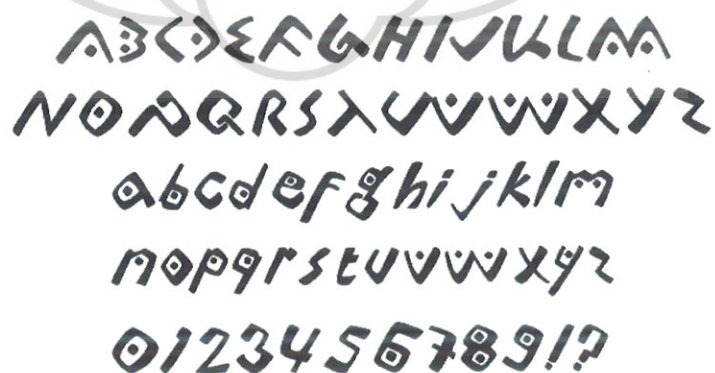 ABCDEFGHIJKLM
NOPQRSTUVWXYZ
abcdefghijklm
nopqrstuvwxyz
0123456789!?